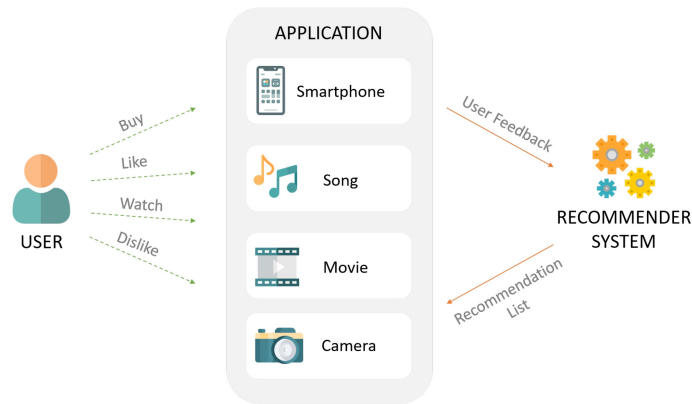 APPLICATION
Smartphone
Buy
User Feedback
Like
Song
Watch
USER
Dislike
RECOMMENDER
SYSTEM
Movie
Recommendation
List
Camera